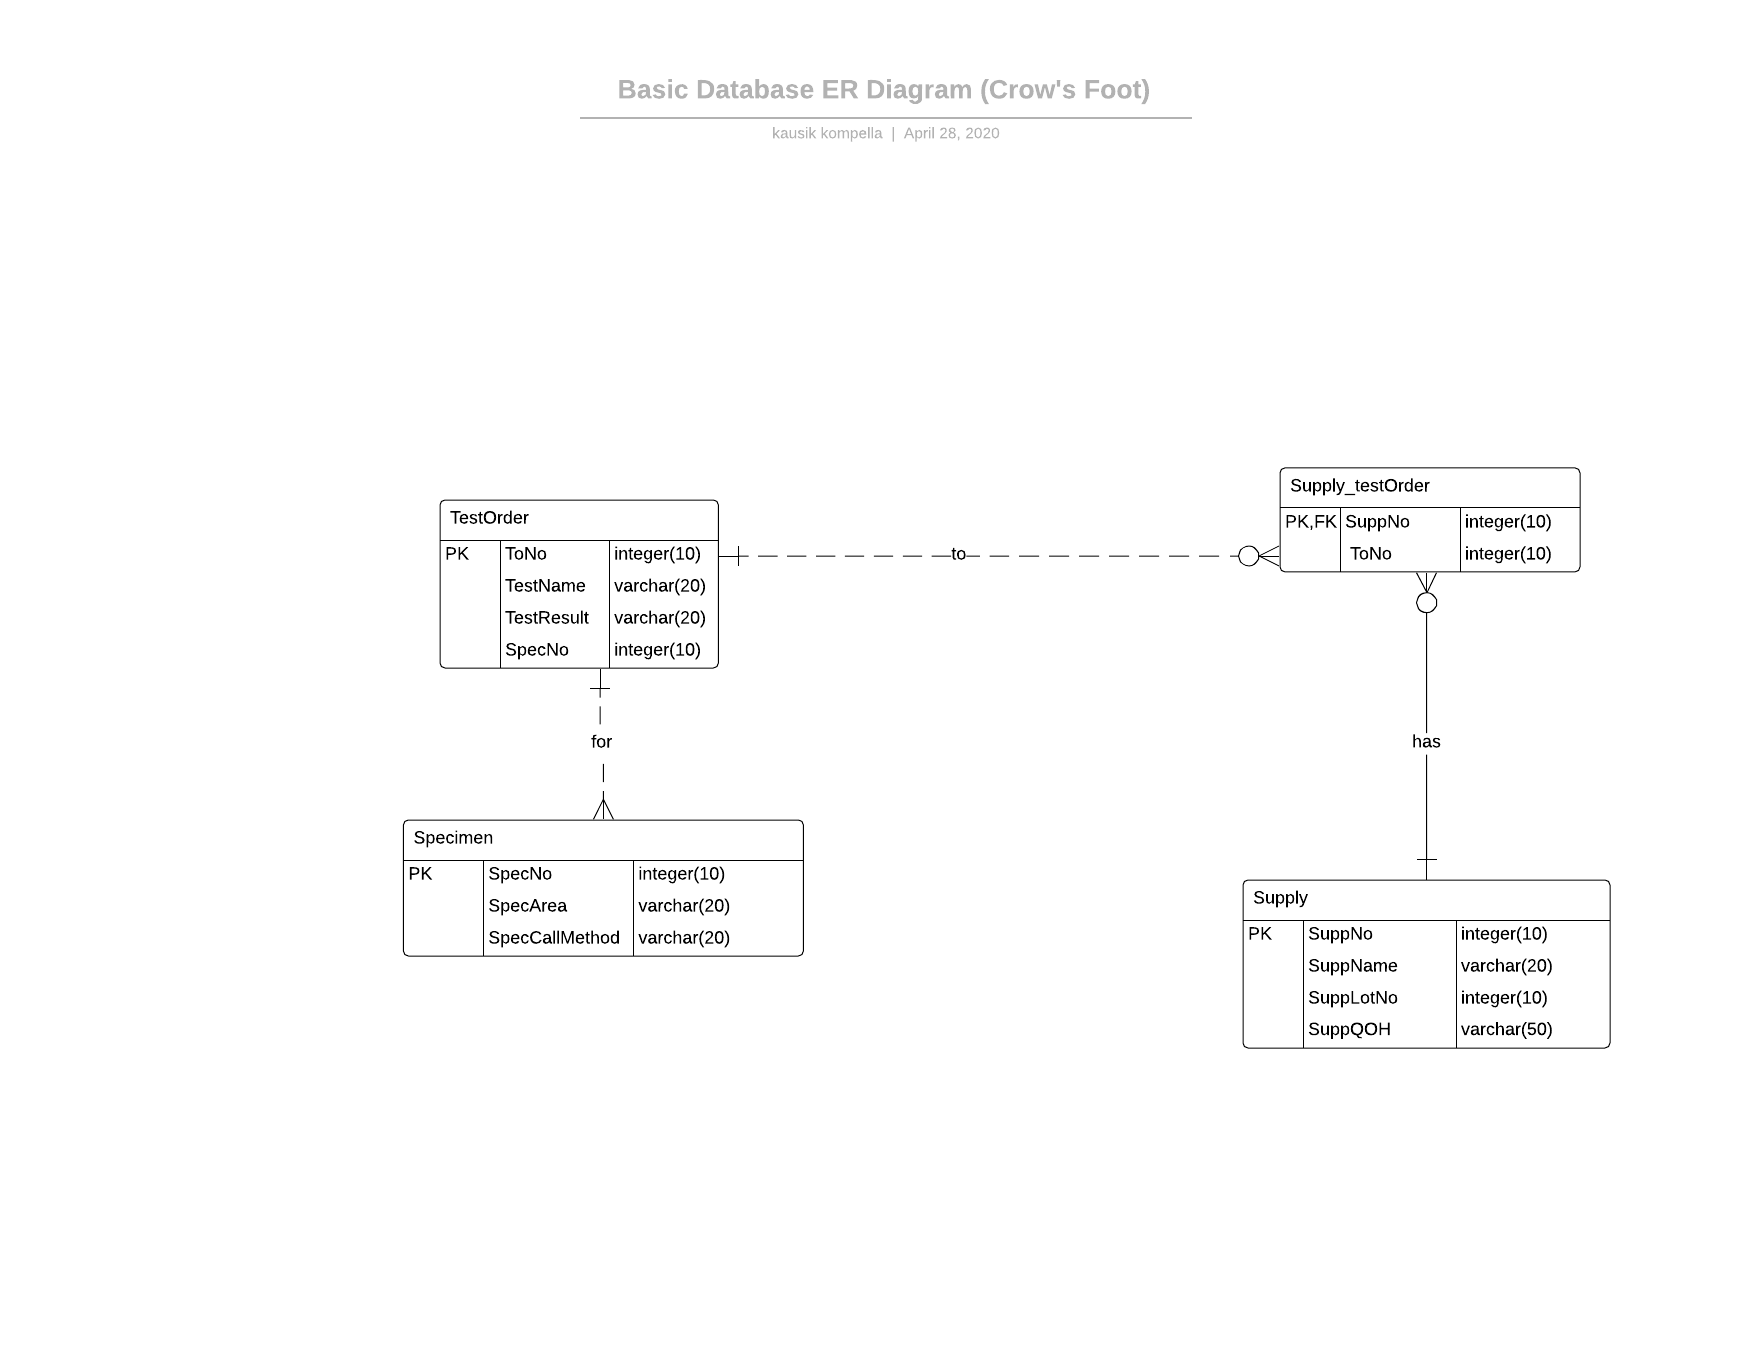 Basic Database ER Diagram (Crow's Foot)
kausik kompella | April 28, 2020
TestOrder
PK ToNo integer(10)
TestName varchar(20)
TestResult varchar(20)
SpecNo integer(10)
to
Supply_testOrder
PK,FK SuppNo integer(10)
ToNo integer(10)
for
has
Specimen
PK SpecNo integer(10)
SpecArea varchar(20)
SpecCallMethod varchar(20)
Supply
PK SuppNo integer(10)
SuppName varchar(20)
SuppLotNo integer(10)
SuppQOH varchar(50)